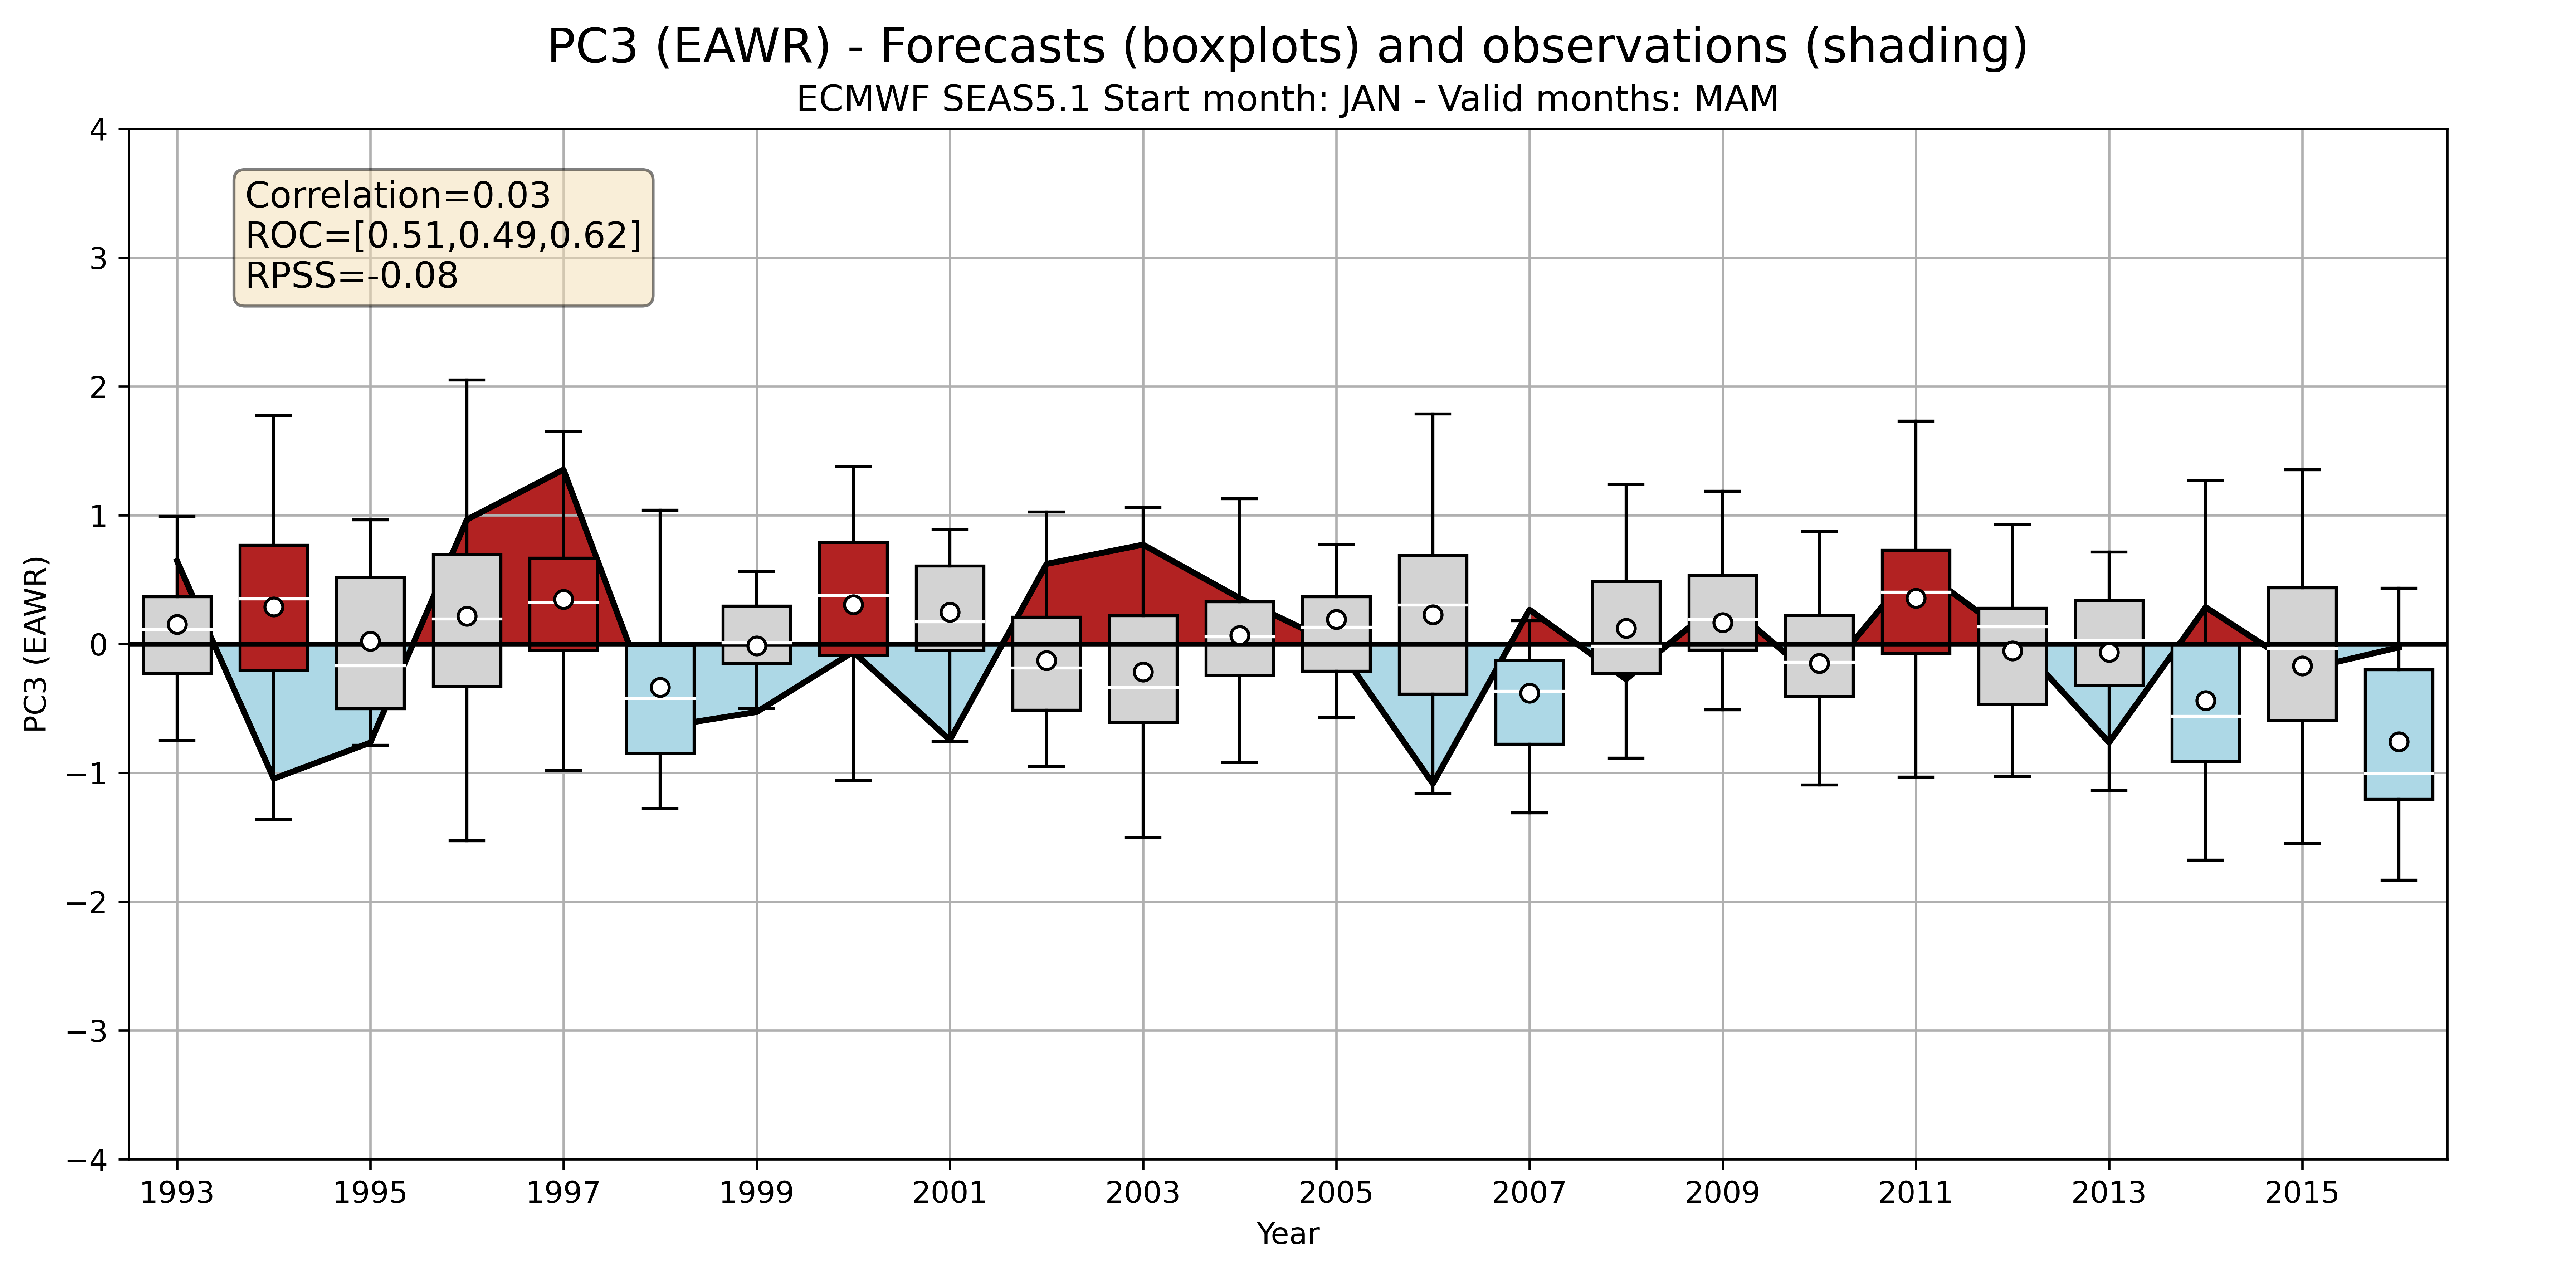 PC3 (EAWR) - Forecasts (boxplots) and observations (shading)
ECMWF SEAS5.1 Start month: JAN - Valid months: MAM
Correlation=0.03
ROC=[0.51,0.49,0.62]
RPSS=-0.08
PC3 (EAWR)
4
3
2
1
0
−1
−2
−3
−4
1993 1995 1997 1999 2001 2003 2005 2007 2009 2011 2013 2015
Year